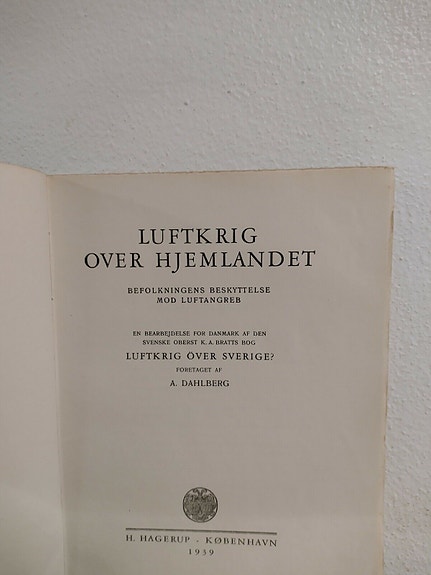 LUFTKRIG
OVER HJEMLANDET
BEFOLKNINGENS BESKYTTELSE
MOD LUFTANGREB
EN BEARBEJDELSE FOR DANMARK AF DEN
SVENSKE OBERST K. A. BRATTS BOG
LUFTKRIG ÖVER SVERIGE?
FORETAGET AF
A. DAHLBERG
H. HAGERUP - KØBENHAVN
1939